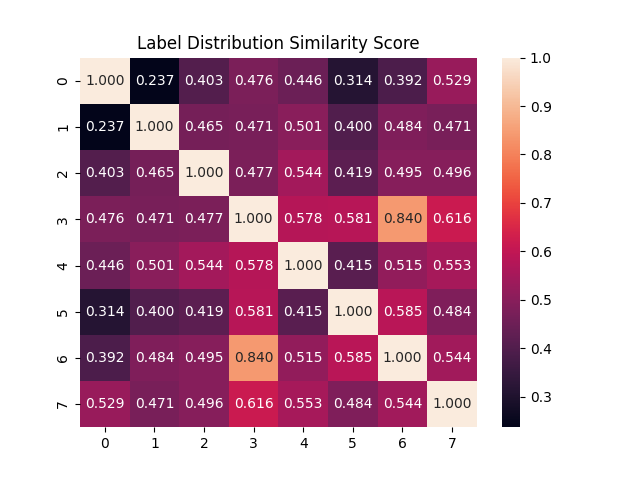 Label Distribution Similarity Score
0 1.000 0.237 0.403 0.476 0.446 0.314 0.392 0.529
1 0.237 1.000 0.465 0.471 0.501 0.400 0.484 0.471
2 0.403 0.465 1.000 0.477 0.544 0.419 0.495 0.496
3 0.476 0.471 0.477 1.000 0.578 0.581 0.840 0.616
4 0.446 0.501 0.544 0.578 1.000 0.415 0.515 0.553
5 0.314 0.400 0.419 0.581 0.415 1.000 0.585 0.484
6 0.392 0.484 0.495 0.840 0.515 0.585 1.000 0.544
7 0.529 0.471 0.496 0.616 0.553 0.484 0.544 1.000
0 1 2 3 4 5 6 7
1.0
0.9
0.8
0.7
0.6
0.5
0.4
0.3